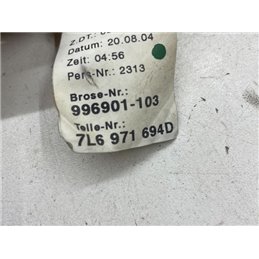 Z.DT.:
Datum: 20.08.04
Zeit: 04:56
Pers-Nr.: 2313
Brose-Nr.:
996901-103
Teile-Nr.:
7L6 971 694D